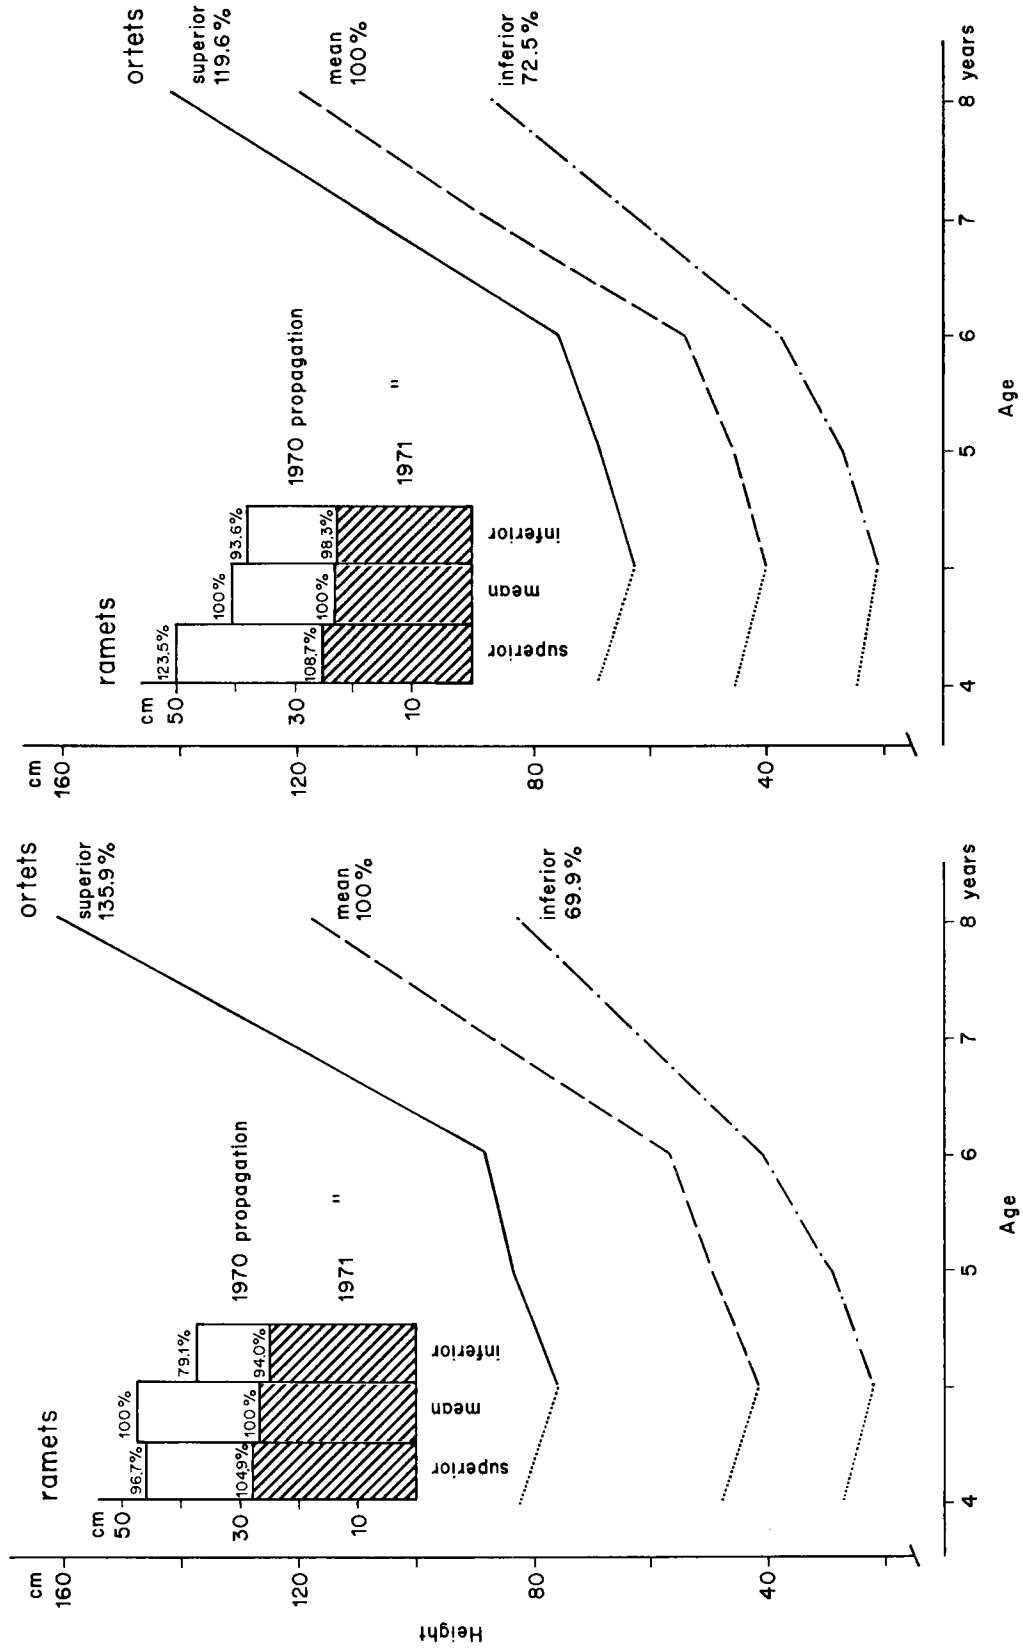 Height
cm
160
120
80
40
ramets
cm
50
30
10
96.7%
100%
79.1%
104.9%
100%
94.0%
superior
mean
inferior
1970 propagation
1971 "
ortets
superior
135.9%
mean
100%
inferior
69.9%
4
5
6
7
8 years
Age
cm
160
120
80
40
ramets
cm
50
30
10
123.5%
100%
93.6%
108.7%
100%
98.3%
superior
mean
inferior
1970 propagation
1971 "
ortets
superior
119.6%
mean
100%
inferior
72.5%
4
5
6
7
8 years
Age